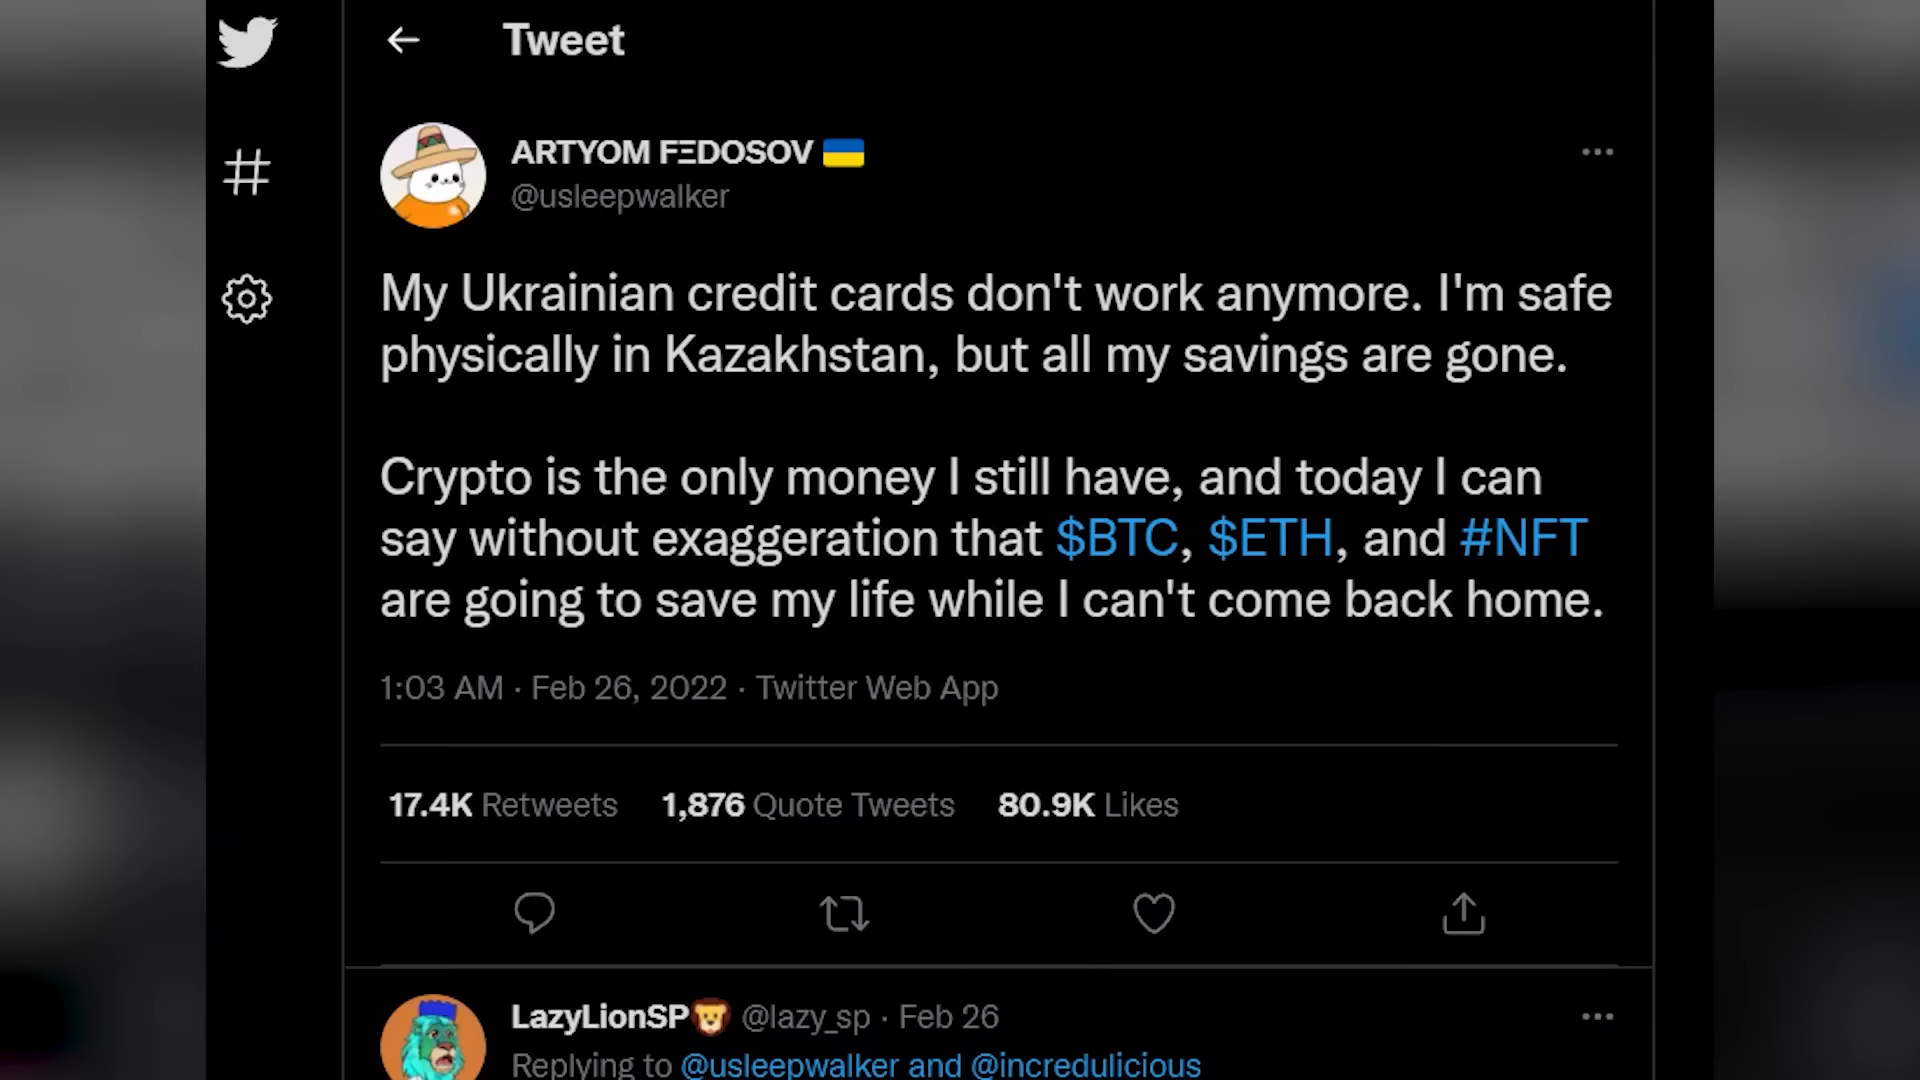 Tweet
ARTYOM FΞDOSOV 🇺🇦
@usleepwalker
My Ukrainian credit cards don't work anymore. I'm safe
physically in Kazakhstan, but all my savings are gone.
Crypto is the only money I still have, and today I can
say without exaggeration that $BTC, $ETH, and #NFT
are going to save my life while I can't come back home.
1:03 AM · Feb 26, 2022 · Twitter Web App
17.4K Retweets 1,876 Quote Tweets 80.9K Likes
LazyLionSP🦁 @lazy_sp · Feb 26
Replying to @usleepwalker and @incredulicious